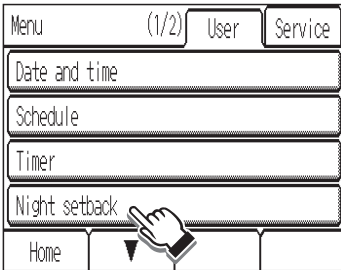 Menu (1/2) User Service
Date and time
Schedule
Timer
Night setback
Home ▼